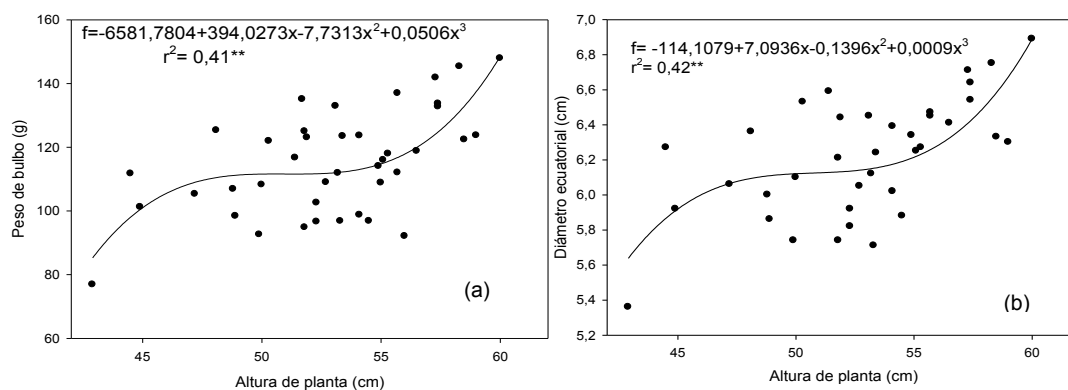 f=-6581,7804+394,0273x-7,7313x²+0,0506x³
r²= 0,41**
160
140
120
100
80
60
Peso de bulbo (g)
(a)
45 50 55 60
Altura de planta (cm)
f= -114,1079+7,0936x-0,1396x²+0,0009x³
r²= 0,42**
7,0
6,8
6,6
6,4
6,2
6,0
5,8
5,6
5,4
5,2
Diámetro ecuatorial (cm)
(b)
45 50 55 60
Altura de planta (cm)